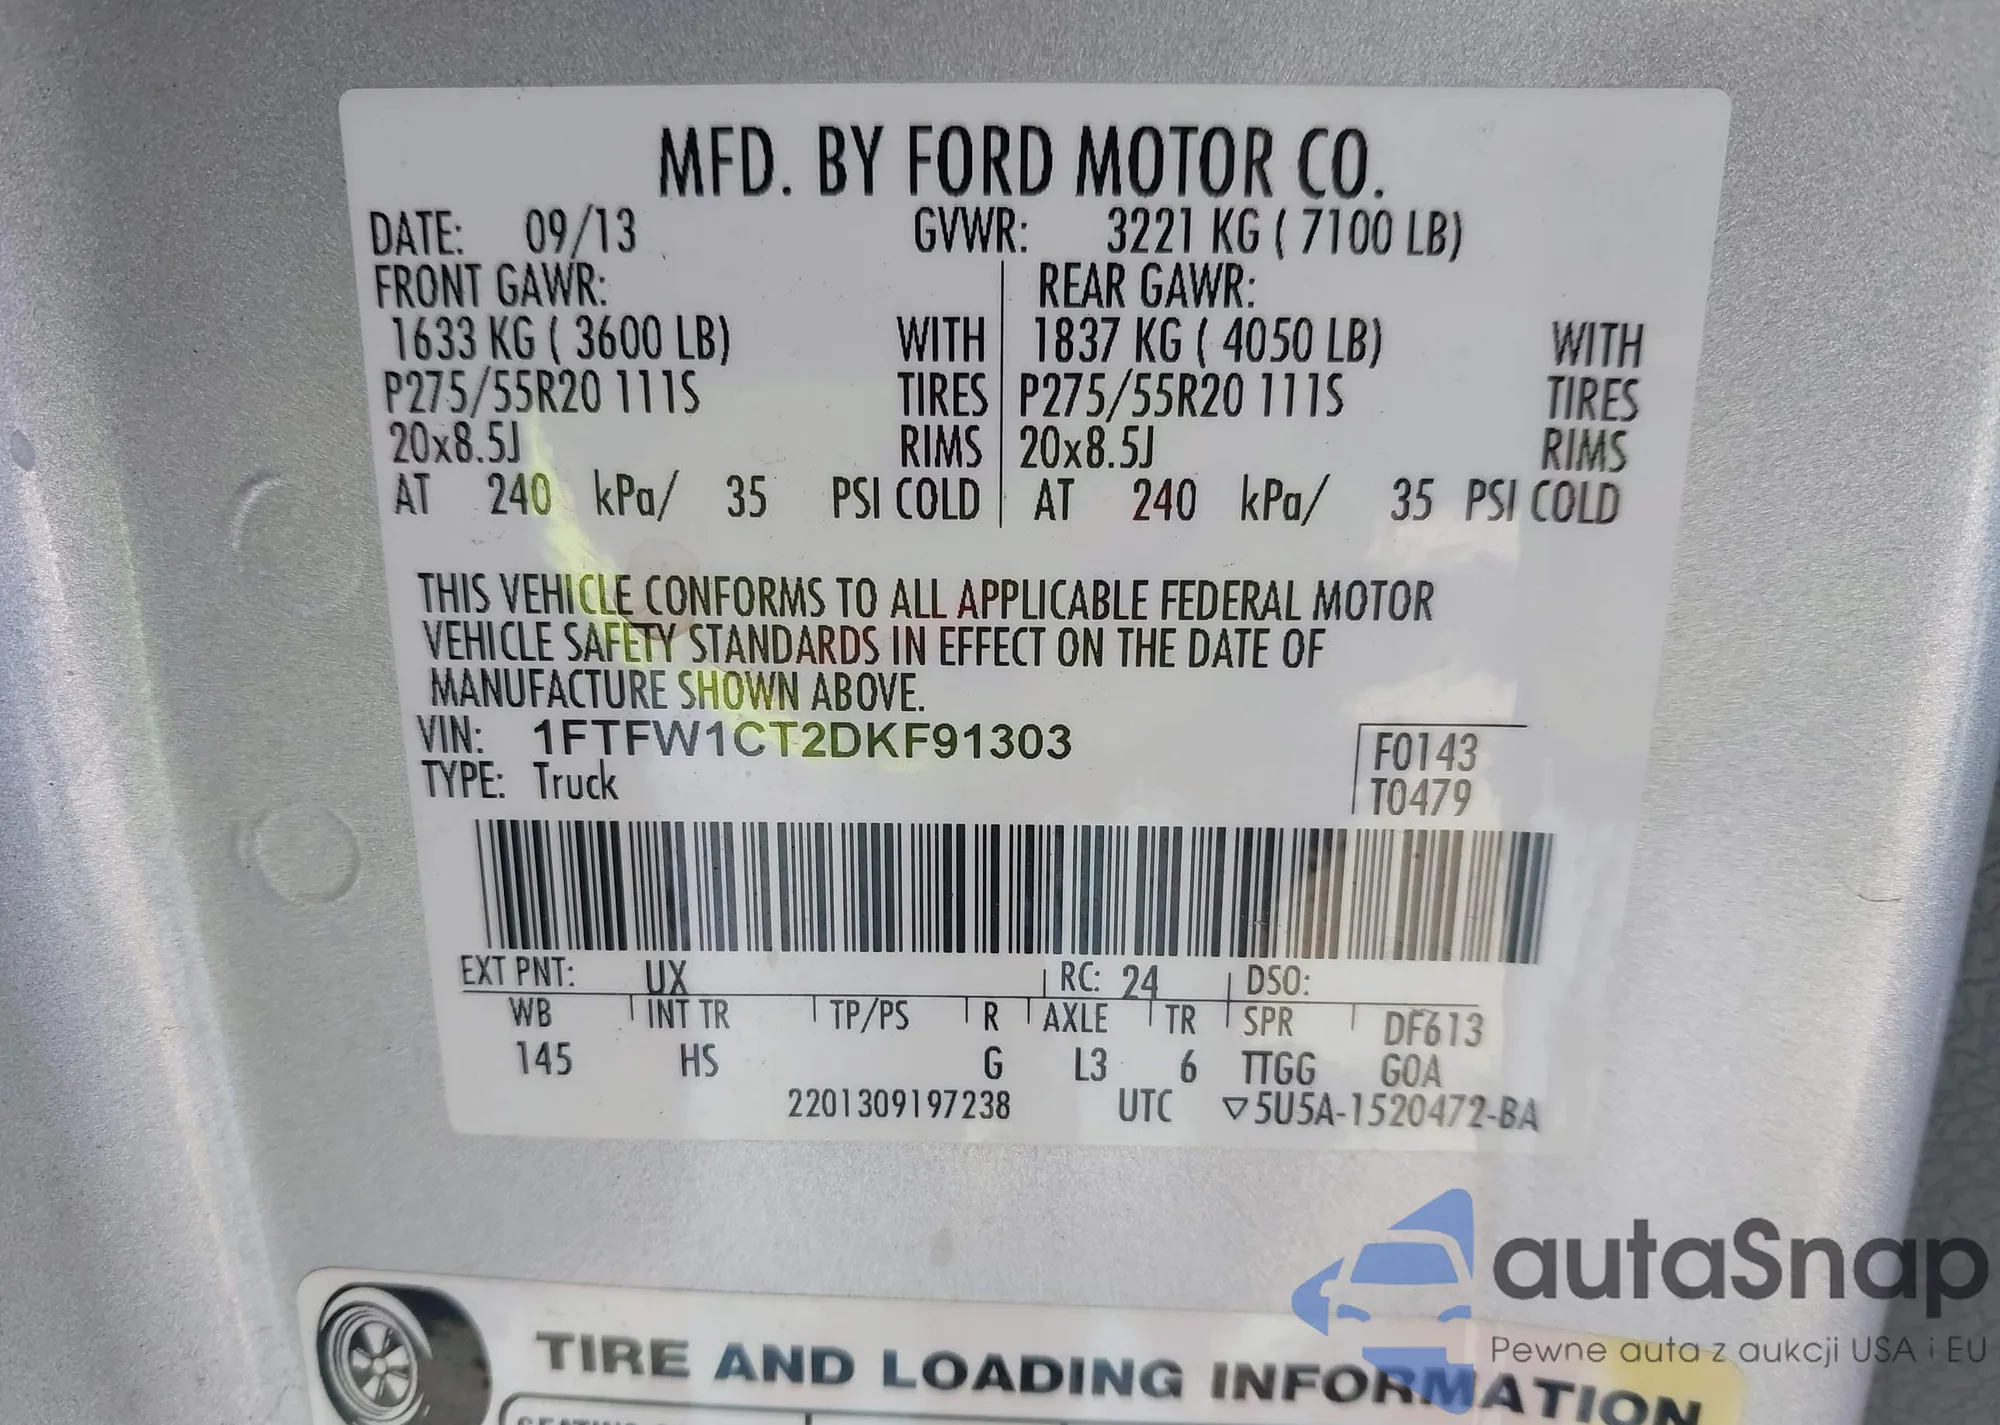 MFD. BY FORD MOTOR CO.
DATE: 09/13 GVWR: 3221 KG ( 7100 LB)
FRONT GAWR: REAR GAWR:
1633 KG ( 3600 LB) WITH 1837 KG ( 4050 LB) WITH
P275/55R20 111S TIRES P275/55R20 111S TIRES
20x8.5J RIMS 20x8.5J RIMS
AT 240 kPa/ 35 PSI COLD AT 240 kPa/ 35 PSI COLD
THIS VEHICLE CONFORMS TO ALL APPLICABLE FEDERAL MOTOR
VEHICLE SAFETY STANDARDS IN EFFECT ON THE DATE OF
MANUFACTURE SHOWN ABOVE.
VIN: 1FTFW1CT2DKF91303 F0143
TYPE: Truck T0479
EXT PNT: UX RC: 24 DSO:
WB INT TR TP/PS R AXLE TR SPR DF613
145 HS G L3 6 TTGG GOA
2201309197238 UTC ▽5U5A-1520472-BA
autaSnap
Pewne auta z aukcji USA i EU
TIRE AND LOADING INFORMATION